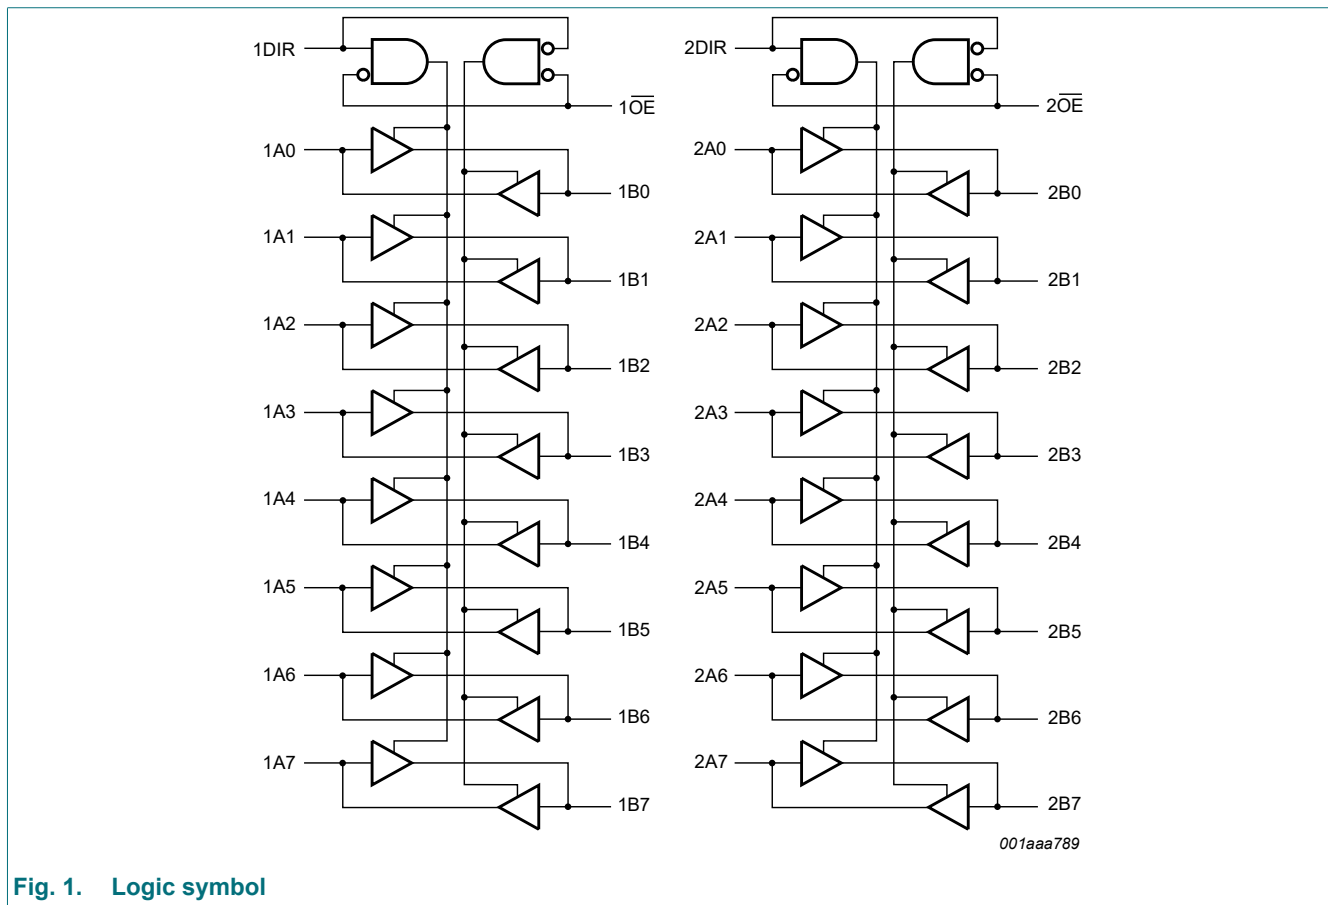 1DIR
2DIR
1O̅E̅
2O̅E̅
1A0
2A0
1B0
2B0
1A1
2A1
1B1
2B1
1A2
2A2
1B2
2B2
1A3
2A3
1B3
2B3
1A4
2A4
1B4
2B4
1A5
2A5
1B5
2B5
1A6
2A6
1B6
2B6
1A7
2A7
1B7
2B7
001aaa789
Fig. 1. Logic symbol